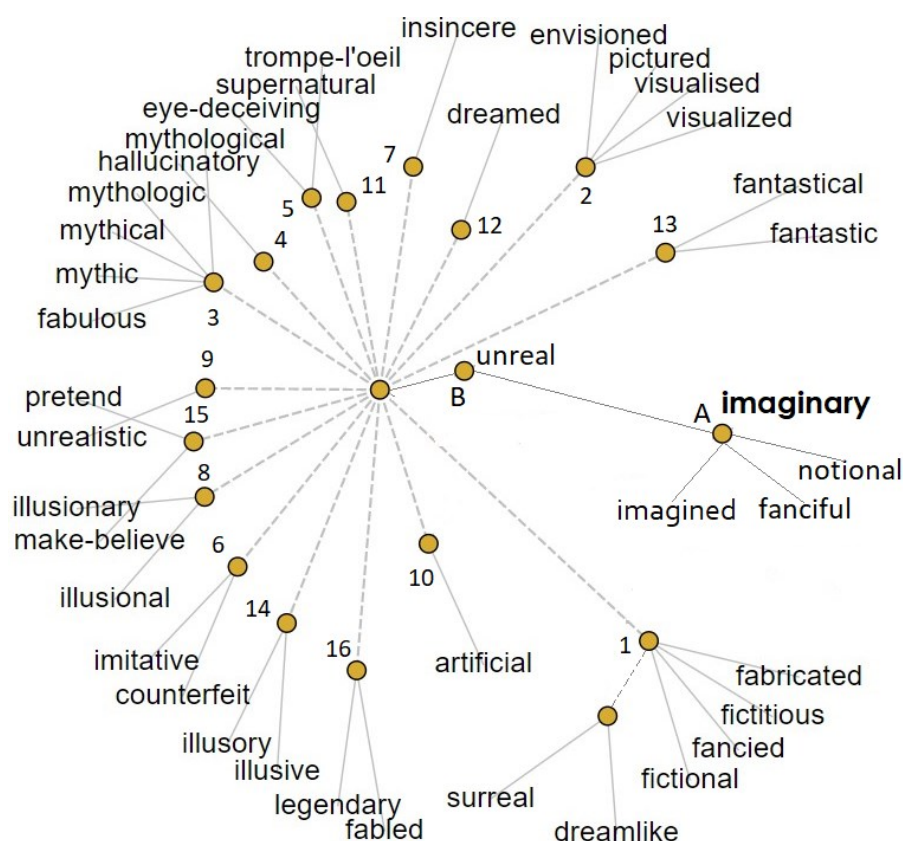 insincere
envisioned
trompe-l'oeil
pictured
supernatural
visualised
eye-deceiving
dreamed
visualized
mythological
hallucinatory
7
11
2
fantastical
mythologic
5
12
13
mythical
4
fantastic
mythic
3
fabulous
9
unreal
pretend
B
A
imaginary
15
unrealistic
notional
8
illusionary
imagined
fanciful
make-believe
6
10
illusional
14
16
1
imitative
artificial
fabricated
counterfeit
fictitious
illusory
fancied
illusive
fictional
legendary
surreal
fabled
dreamlike